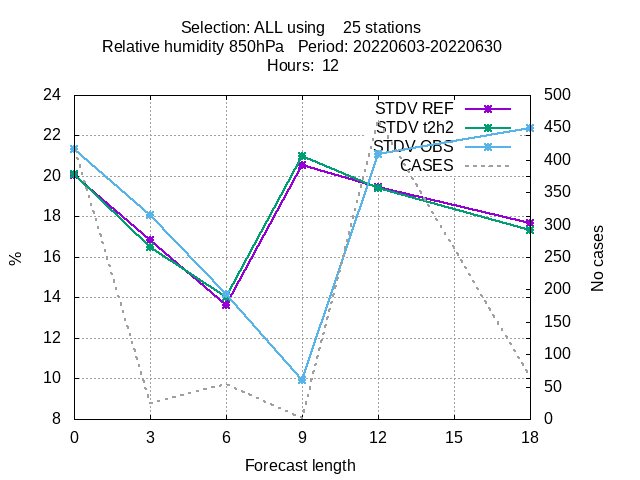 Selection: ALL using    25 stations
Relative humidity 850hPa   Period: 20220603-20220630
Hours:  12
24
22
20
18
16
14
12
10
8
%
500
450
400
350
300
250
200
150
100
50
0
No cases
STDV REF
STDV t2h2
STDV OBS
CASES
0 3 6 9 12 15 18
Forecast length